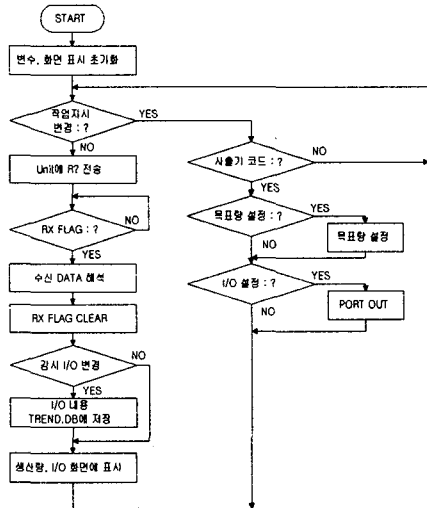 START
변수, 화면 표시 초기화
작업지시
변경 : ?
YES
NO
Unit에 R? 전송
RX FLAG : ?
NO
YES
수신 DATA 해석
RX FLAG CLEAR
감시 I/O 변경
NO
YES
I/O 내용
TREND.DB에 저장
생산량, I/O 화면에 표시
사출기 코드 : ?
NO
YES
목표량 설정 : ?
YES
목표량 설정
NO
I/O 설정 : ?
YES
PORT OUT
NO